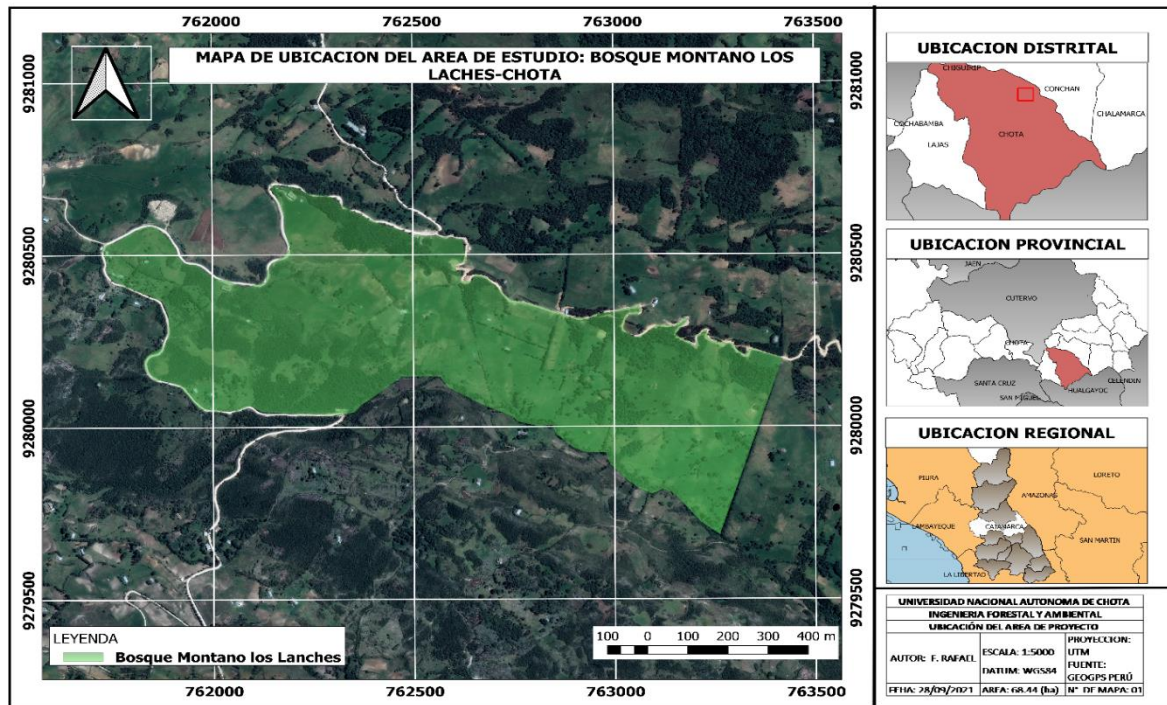 762000 762500 763000 763500
MAPA DE UBICACION DEL AREA DE ESTUDIO: BOSQUE MONTANO LOS
LACHES-CHOTA
9281000
9280500
9280000
9279500
9281000
9280500
9280000
9279500
LEYENDA
Bosque Montano los Lanches
100 0 100 200 300 400 m
762000 762500 763000 763500
UBICACION DISTRITAL
CHIGUIRIP
CONCHAN
CHALAMARCA
COCHABAMBA
LAJAS
CHOTA
UBICACION PROVINCIAL
JAEN
CUTERVO
CHOTA
SANTA CRUZ
CELENDIN
HUALGAYOC
SAN MIGUEL
UBICACION REGIONAL
PIURA
LORETO
AMAZONAS
LAMBAYEQUE
CAJAMARCA
SAN MARTIN
LA LIBERTAD
UNIVERSIDAD NACIONAL AUTONOMA DE CHOTA
INGENIERIA FORESTAL Y AMBIENTAL
UBICACIÓN DEL AREA DE PROYECTO
AUTOR: F. RAFAEL
ESCALA: 1:5000
DATUM: WGS84
PROYECCION:
UTM
FUENTE:
GEOGPS PERÚ
FEHA: 28/09/2021 AREA: 68.44 (ha) N° DE MAPA: 01